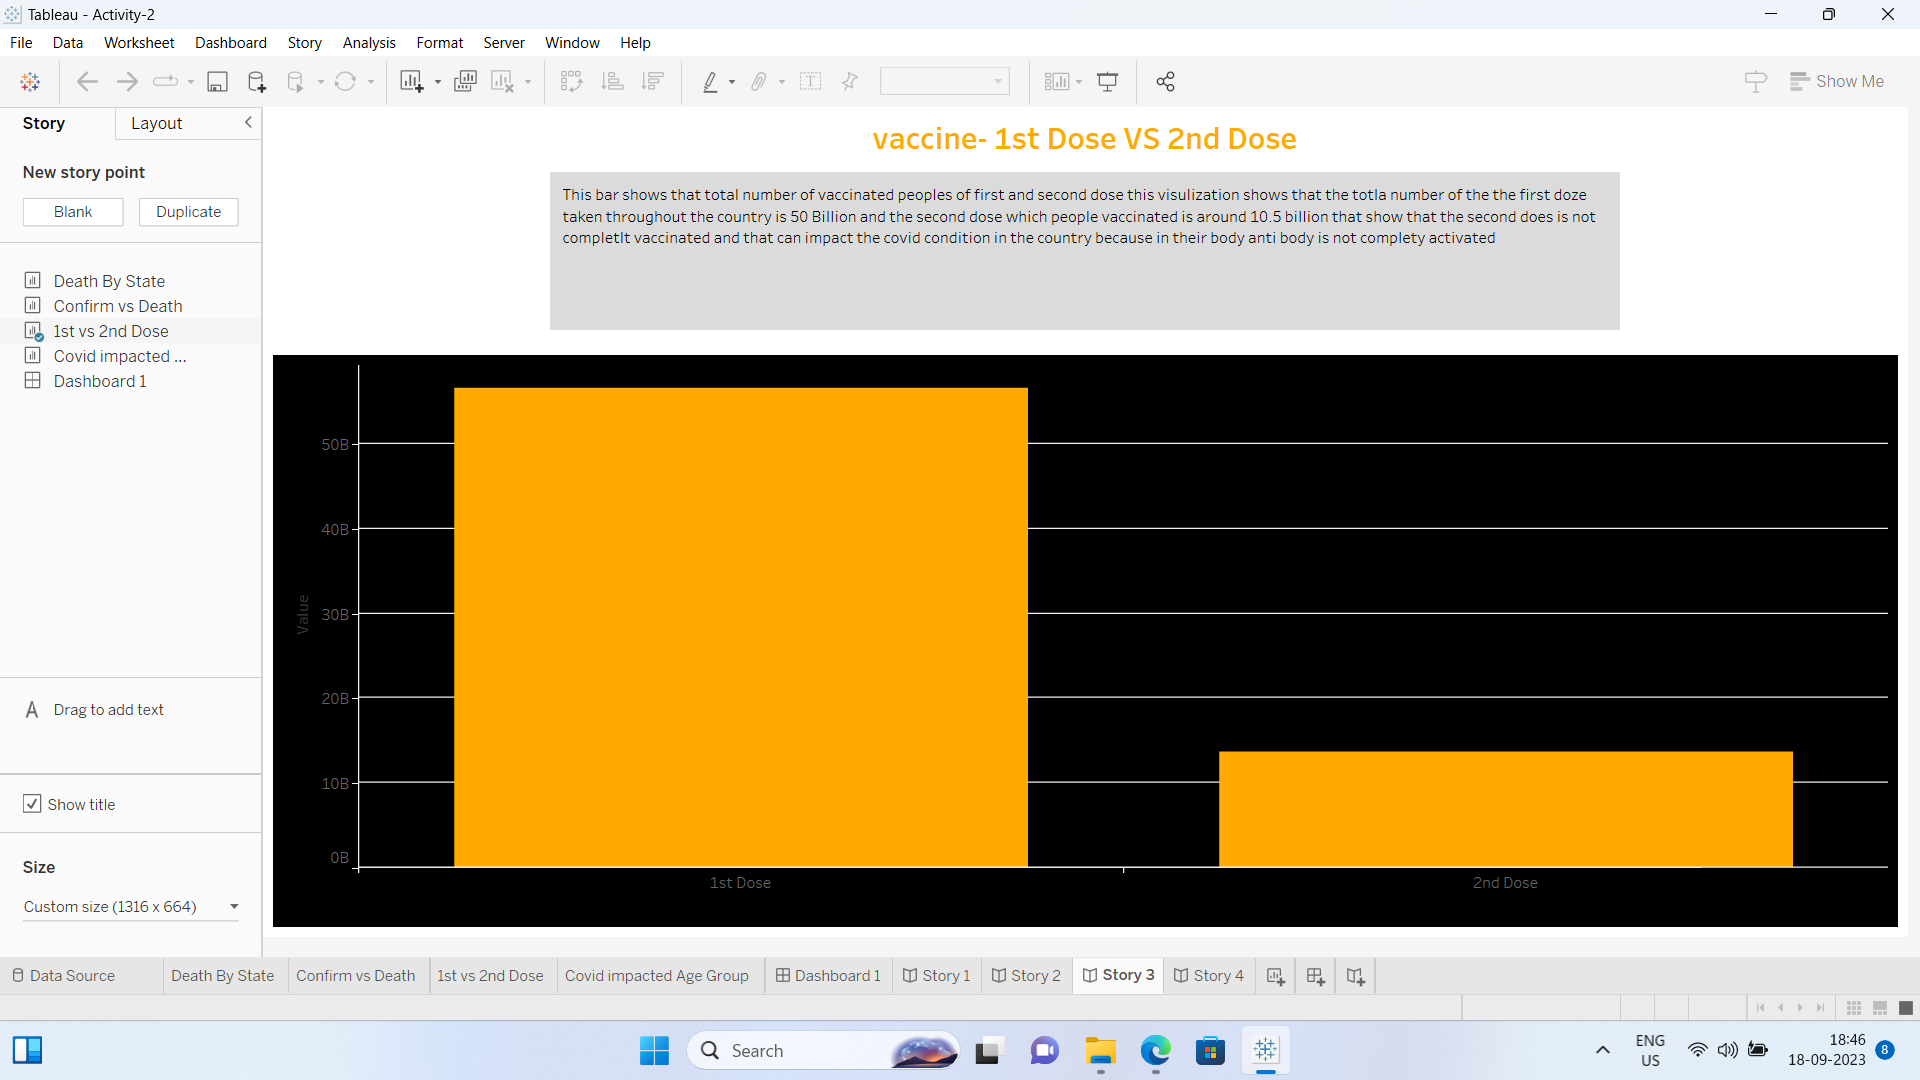 Tableau - Activity-2
File Data Worksheet Dashboard Story Analysis Format Server Window Help
Show Me
Story Layout
New story point
Blank Duplicate
Death By State
Confirm vs Death
1st vs 2nd Dose
Covid impacted ...
Dashboard 1
A Drag to add text
Show title
Size
Custom size (1316 x 664)
vaccine- 1st Dose VS 2nd Dose
This bar shows that total number of vaccinated peoples of first and second dose this visulization shows that the totla number of the the first doze
taken throughout the country is 50 Billion and the second dose which people vaccinated is around 10.5 billion that show that the second does is not
completlt vaccinated and that can impact the covid condition in the country because in their body anti body is not complety activated
Value
50B
40B
30B
20B
10B
0B
1st Dose 2nd Dose
Data Source Death By State Confirm vs Death 1st vs 2nd Dose Covid impacted Age Group Dashboard 1 Story 1 Story 2 Story 3 Story 4
Search
ENG
US
18:46
18-09-2023
8